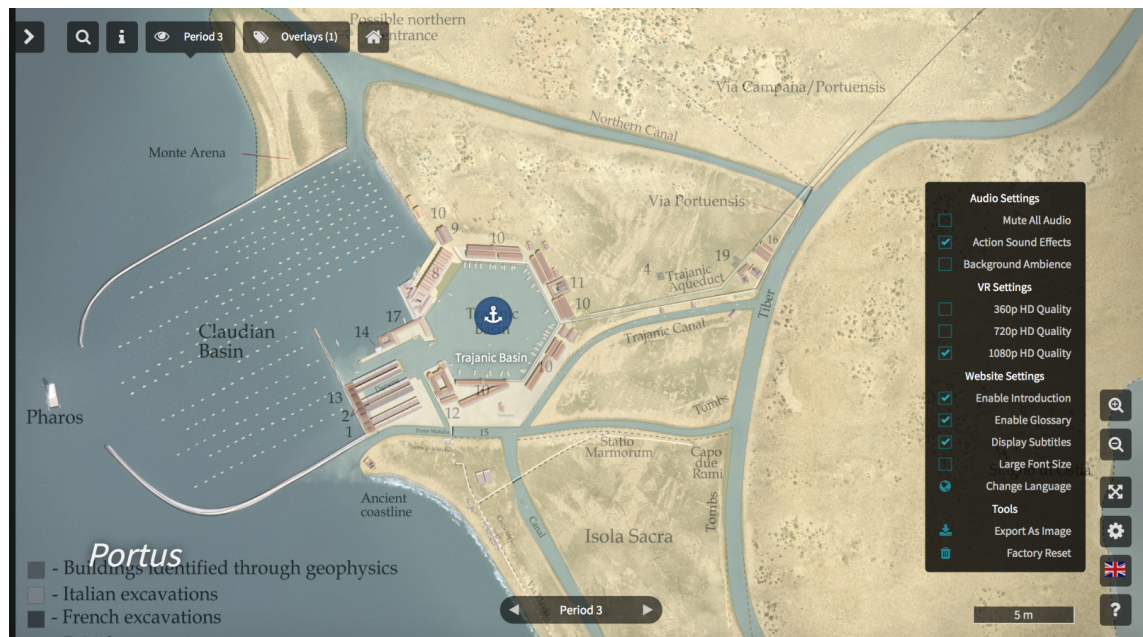 Possible northern
entrance
Period 3
Overlays (1)
Via Campana/Portuensis
Northern Canal
Monte Arena
Via Portuensis
10
9
10
8
7
17
14
16
19
4
Trajanic
Aqueduct
11
10
Trajanic Basin
Trajanic Canal
Tiber
Claudian
Basin
13
2
1
10
10
12
15
Pharos
Tombs
Statio
Marmorum
Capo
due
Rami
Tombs
Ancient
coastline
Canal
Isola Sacra
Portus
- Buildings identified through geophysics
- Italian excavations
- French excavations
Period 3
Audio Settings
Mute All Audio
Action Sound Effects
Background Ambience
VR Settings
360p HD Quality
720p HD Quality
1080p HD Quality
Website Settings
Enable Introduction
Enable Glossary
Display Subtitles
Large Font Size
Change Language
Tools
Export As Image
Factory Reset
5 m
?